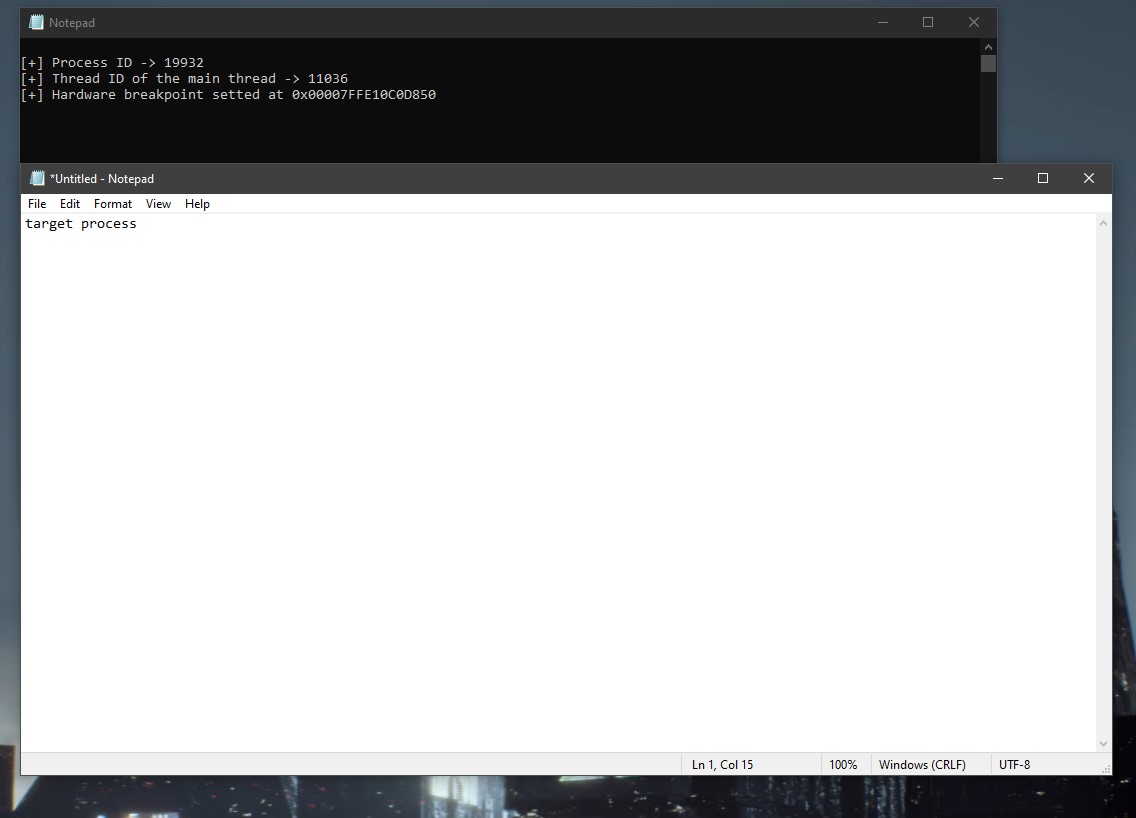 Notepad
[+] Process ID -> 19932
[+] Thread ID of the main thread -> 11036
[+] Hardware breakpoint setted at 0x00007FFE10C0D850
*Untitled - Notepad
File Edit Format View Help
target process
Ln 1, Col 15 100% Windows (CRLF) UTF-8